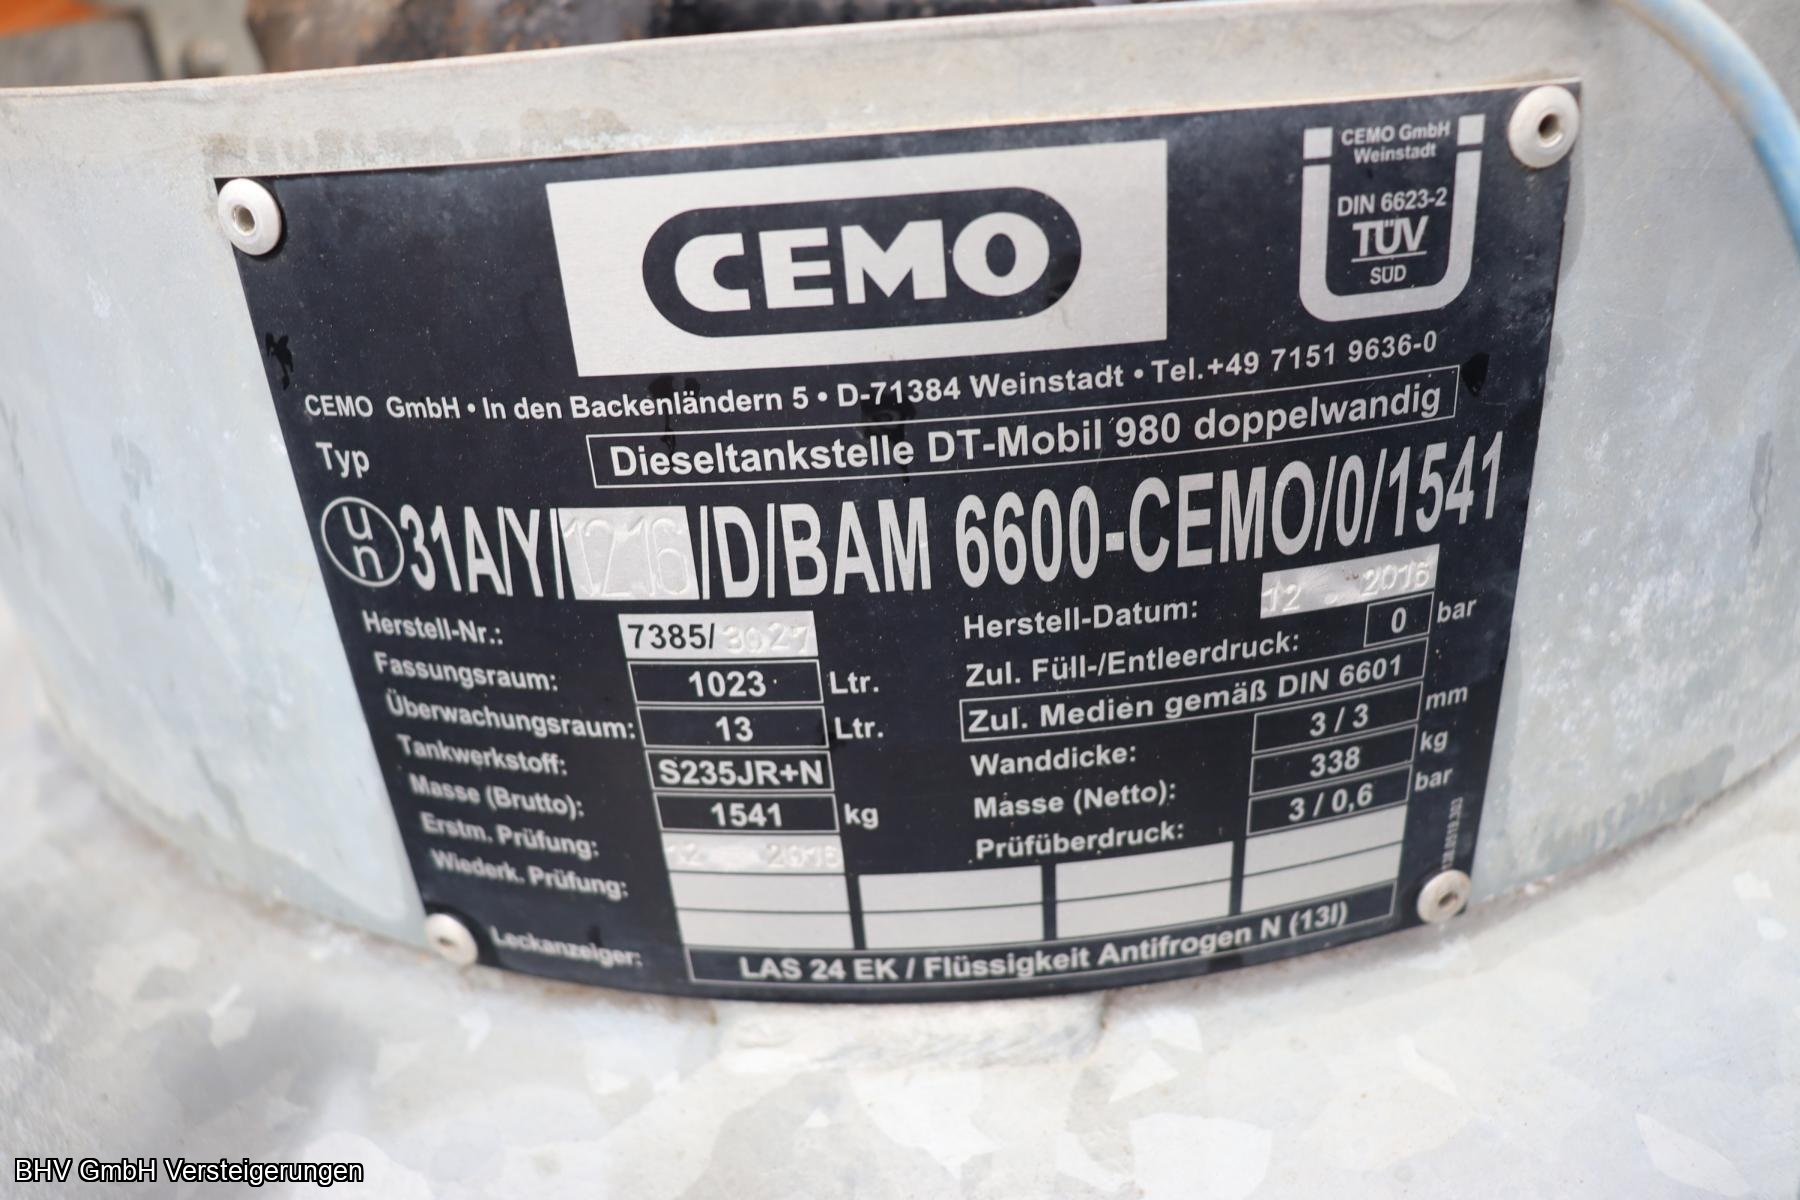 CEMO
CEMO GmbH
Weinstadt
DIN 6623-2
TÜV
SÜD
CEMO GmbH • In den Backenländern 5 • D-71384 Weinstadt • Tel.+49 7151 9636-0
Typ Dieseltankstelle DT-Mobil 980 doppelwandig
un 31A/Y/1216/D/BAM 6600-CEMO/0/1541
Herstell-Nr.: 7385/3027
Herstell-Datum: 12 . 2016
Fassungsraum: 1023 Ltr.
Zul. Füll-/Entleerdruck: 0 bar
Überwachungsraum: 13 Ltr.
Zul. Medien gemäß DIN 6601
Tankwerkstoff: S235JR+N
Wanddicke: 3 / 3 mm
Masse (Brutto): 1541 kg
Masse (Netto): 338 kg
Erstm. Prüfung: 12 2016
Prüfüberdruck: 3 / 0,6 bar
Wiederk. Prüfung:
Leckanzeiger: LAS 24 EK / Flüssigkeit Antifrogen N (13l)
BHV GmbH Versteigerungen